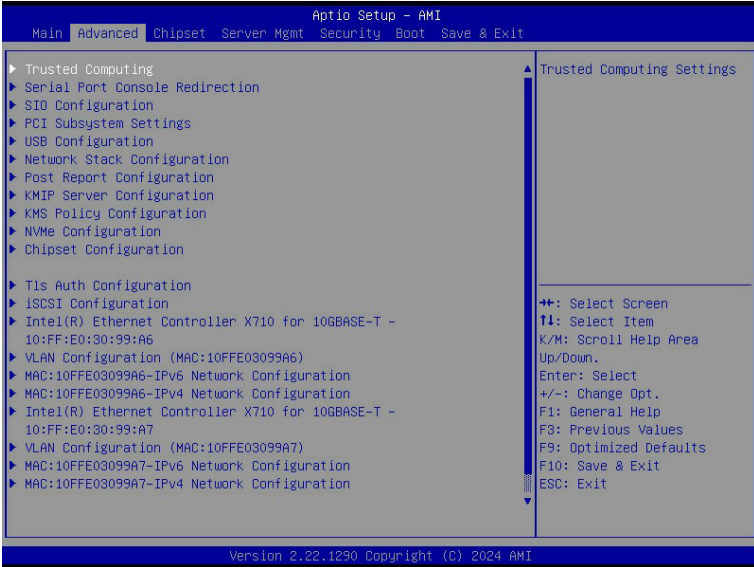 Aptio Setup – AMI
Main Advanced Chipset Server Mgmt Security Boot Save & Exit
Trusted Computing
Serial Port Console Redirection
SIO Configuration
PCI Subsystem Settings
USB Configuration
Network Stack Configuration
Post Report Configuration
KMIP Server Configuration
KMS Policy Configuration
NVMe Configuration
Chipset Configuration
Tls Auth Configuration
iSCSI Configuration
Intel(R) Ethernet Controller X710 for 10GBASE-T –
10:FF:E0:30:99:A6
VLAN Configuration (MAC:10FFE03099A6)
MAC:10FFE03099A6-IPv6 Network Configuration
MAC:10FFE03099A6-IPv4 Network Configuration
Intel(R) Ethernet Controller X710 for 10GBASE-T –
10:FF:E0:30:99:A7
VLAN Configuration (MAC:10FFE03099A7)
MAC:10FFE03099A7-IPv6 Network Configuration
MAC:10FFE03099A7-IPv4 Network Configuration
Trusted Computing Settings
→←: Select Screen
↑↓: Select Item
K/M: Scroll Help Area
Up/Down.
Enter: Select
+/-: Change Opt.
F1: General Help
F3: Previous Values
F9: Optimized Defaults
F10: Save & Exit
ESC: Exit
Version 2.22.1290 Copyright (C) 2024 AMI